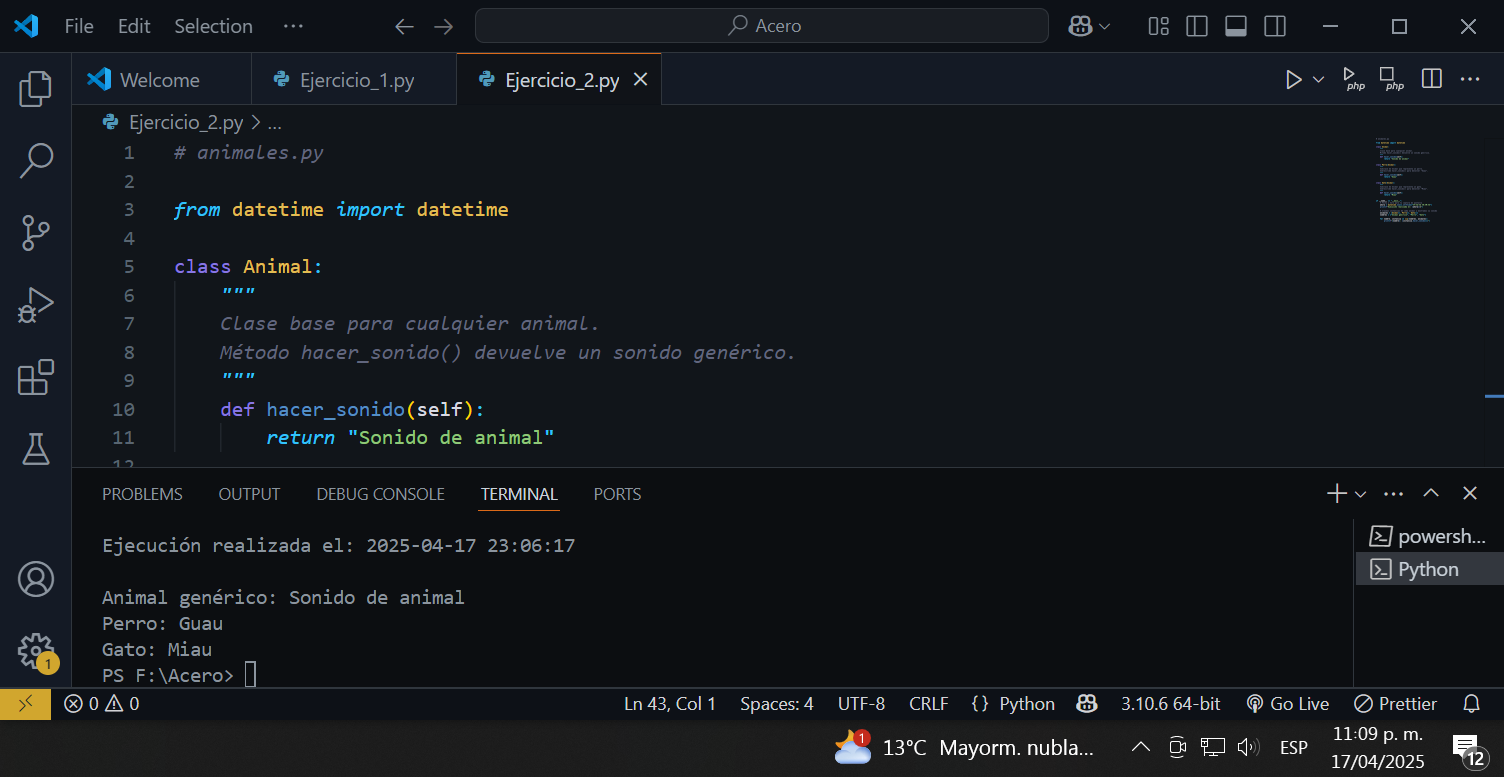 File Edit Selection ···
Acero
Welcome Ejercicio_1.py Ejercicio_2.py
php php
Ejercicio_2.py > ...
1 # animales.py
2
3 from datetime import datetime
4
5 class Animal:
6 """
7 Clase base para cualquier animal.
8 Método hacer_sonido() devuelve un sonido genérico.
9 """
10 def hacer_sonido(self):
11 return "Sonido de animal"
12
PROBLEMS OUTPUT DEBUG CONSOLE TERMINAL PORTS
Ejecución realizada el: 2025-04-17 23:06:17
Animal genérico: Sonido de animal
Perro: Guau
Gato: Miau
PS F:\Acero>
powersh...
Python
1
0 0 Ln 43, Col 1 Spaces: 4 UTF-8 CRLF {} Python 3.10.6 64-bit Go Live Prettier
1 13°C Mayorm. nubla... ESP 11:09 p. m.
17/04/2025
12